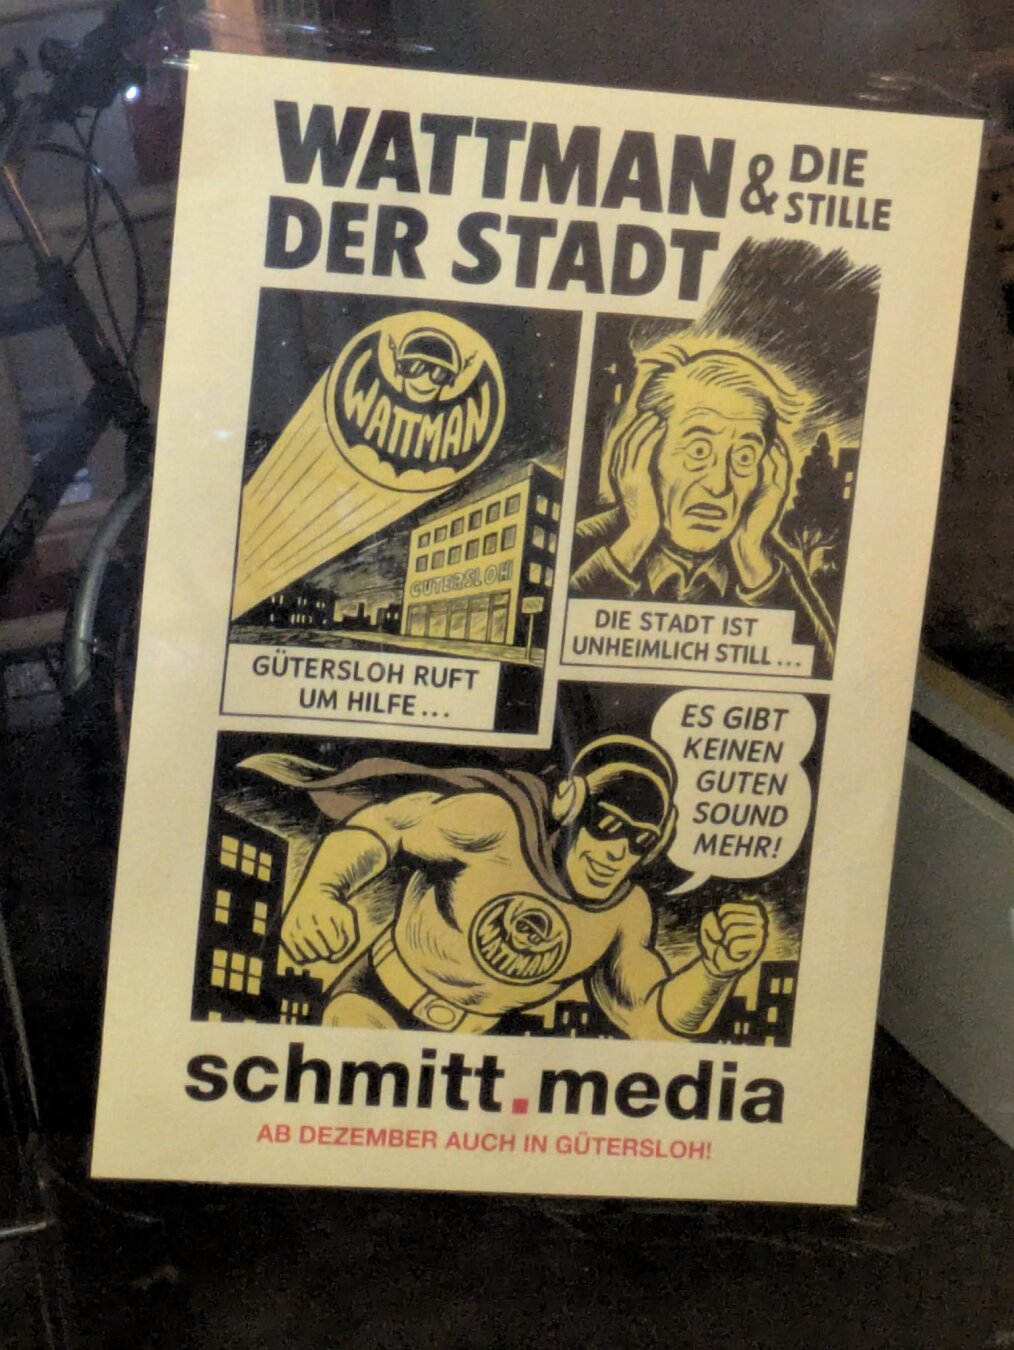 WATTMAN & DIE STILLE
DER STADT
WATTMAN
GÜTERSLOH
GÜTERSLOH RUFT
UM HILFE...
DIE STADT IST
UNHEIMLICH STILL...
ES GIBT
KEINEN
GUTEN
SOUND
MEHR!
WATTMAN
schmitt.media
AB DEZEMBER AUCH IN GÜTERSLOH!